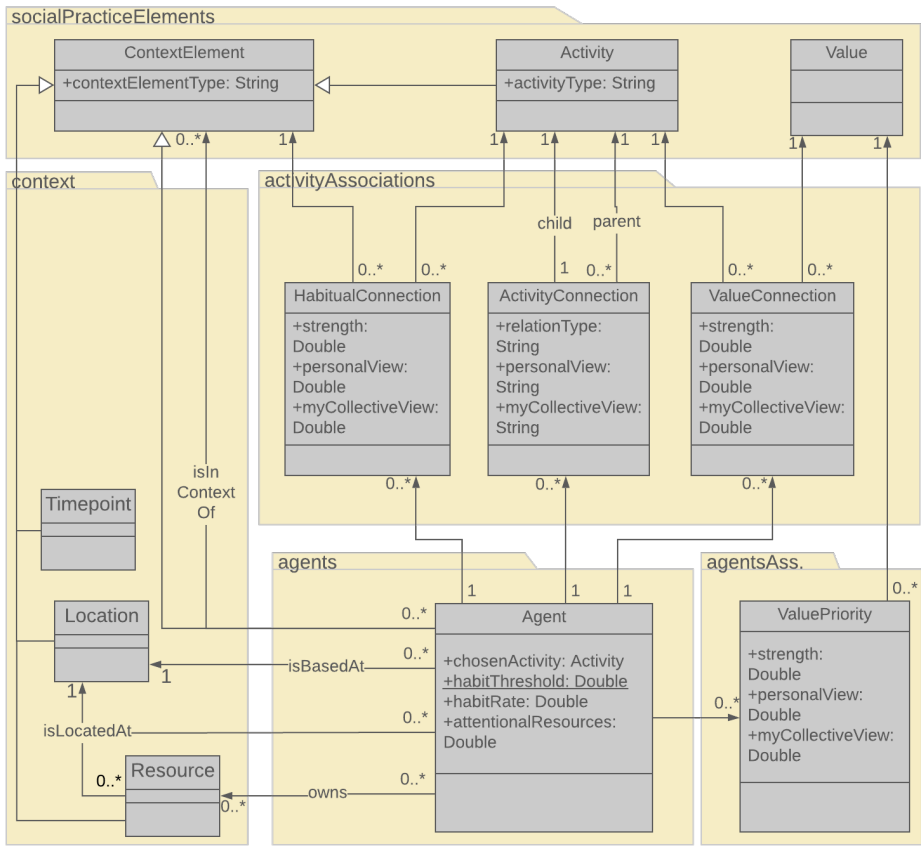 socialPracticeElements
ContextElement
+contextElementType: String
Activity
+activityType: String
Value
0..*
1
1
1
1
1
1
1
context
activityAssociations
child
parent
0..*
0..*
1
0..*
0..*
0..*
HabitualConnection
+strength:
Double
+personalView:
Double
+myCollectiveView:
Double
ActivityConnection
+relationType:
String
+personalView:
String
+myCollectiveView:
String
ValueConnection
+strength:
Double
+personalView:
Double
+myCollectiveView:
Double
isIn
Context
Of
0..*
0..*
0..*
Timepoint
agents
agentsAss.
1
1
1
0..*
Location
0..*
Agent
+chosenActivity: Activity
+habitThreshold: Double
+habitRate: Double
+attentionalResources:
Double
ValuePriority
+strength:
Double
+personalView:
Double
+myCollectiveView:
Double
0..*
isBasedAt
1
1
0..*
0..*
isLocatedAt
Resource
0..*
0..*
owns
0..*